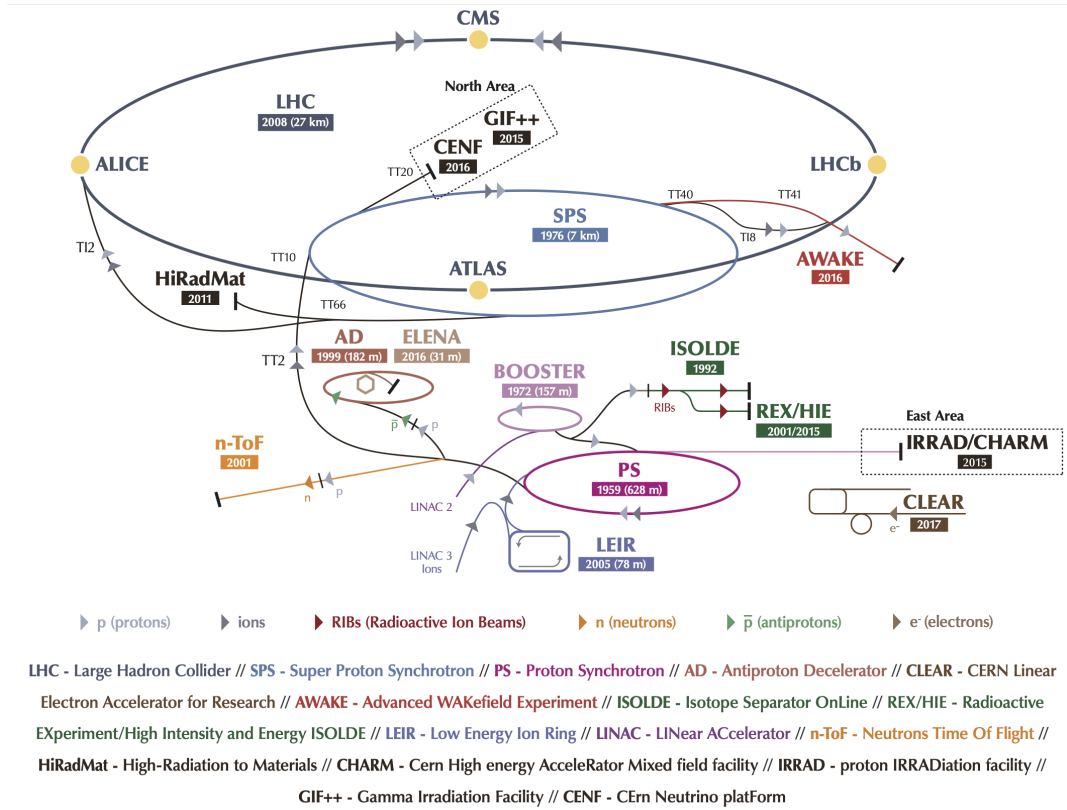 CMS
North Area
LHC
2008 (27 km)
GIF++
2015
CENF
2016
ALICE
LHCb
TT20
TT40
TT41
SPS
1976 (7 km)
TI8
TI2
TT10
ATLAS
AWAKE
2016
HiRadMat
2011
TT66
AD
1999 (182 m)
ELENA
2016 (31 m)
TT2
ISOLDE
1992
BOOSTER
1972 (157 m)
RIBs
REX/HIE
2001/2015
East Area
p̅
p
IRRAD/CHARM
2015
n-ToF
2001
PS
1959 (628 m)
n
p
LINAC 2
CLEAR
2017
e-
LEIR
2005 (78 m)
LINAC 3
Ions
p (protons)
ions
RIBs (Radioactive Ion Beams)
n (neutrons)
p̅ (antiprotons)
e- (electrons)
LHC - Large Hadron Collider // SPS - Super Proton Synchrotron // PS - Proton Synchrotron // AD - Antiproton Decelerator // CLEAR - CERN Linear
Electron Accelerator for Research // AWAKE - Advanced WAKefield Experiment // ISOLDE - Isotope Separator OnLine // REX/HIE - Radioactive
EXperiment/High Intensity and Energy ISOLDE // LEIR - Low Energy Ion Ring // LINAC - LINear ACcelerator // n-ToF - Neutrons Time Of Flight //
HiRadMat - High-Radiation to Materials // CHARM - Cern High energy AcceleRator Mixed field facility // IRRAD - proton IRRADiation facility //
GIF++ - Gamma Irradiation Facility // CENF - CErn Neutrino platForm